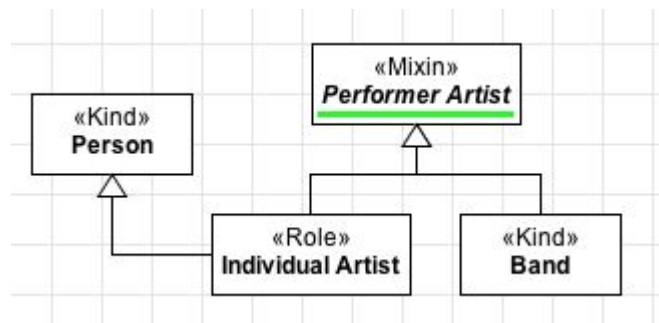 «Mixin»
Performer Artist
«Kind»
Person
«Role»
Individual Artist
«Kind»
Band